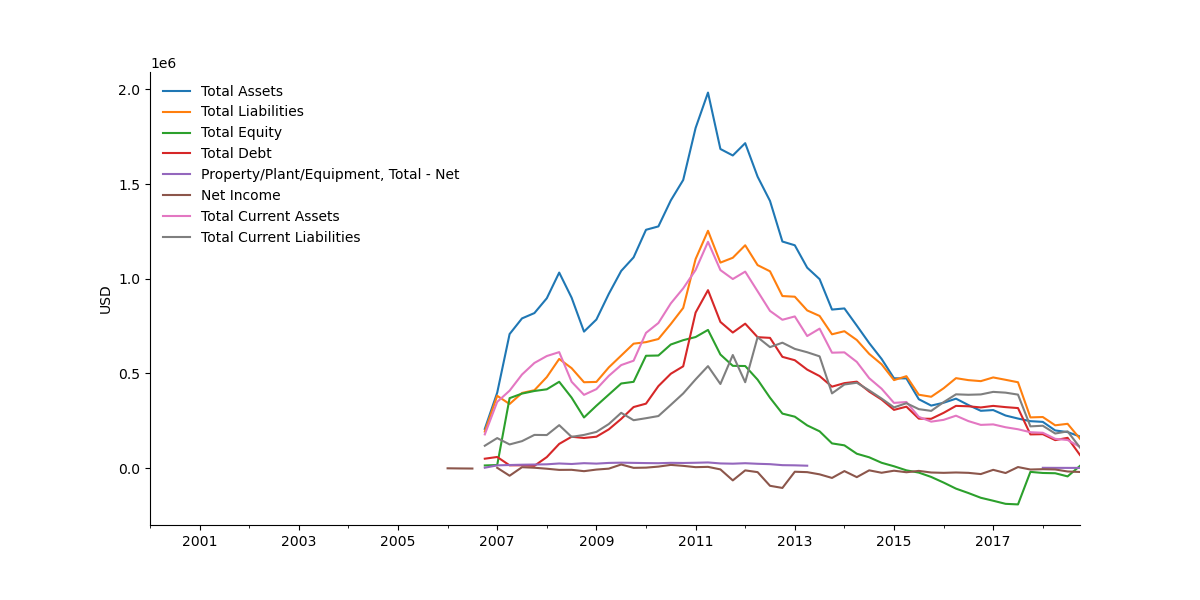 1e6
2.0
1.5
1.0
0.5
0.0
USD
Total Assets
Total Liabilities
Total Equity
Total Debt
Property/Plant/Equipment, Total - Net
Net Income
Total Current Assets
Total Current Liabilities
2001 2003 2005 2007 2009 2011 2013 2015 2017